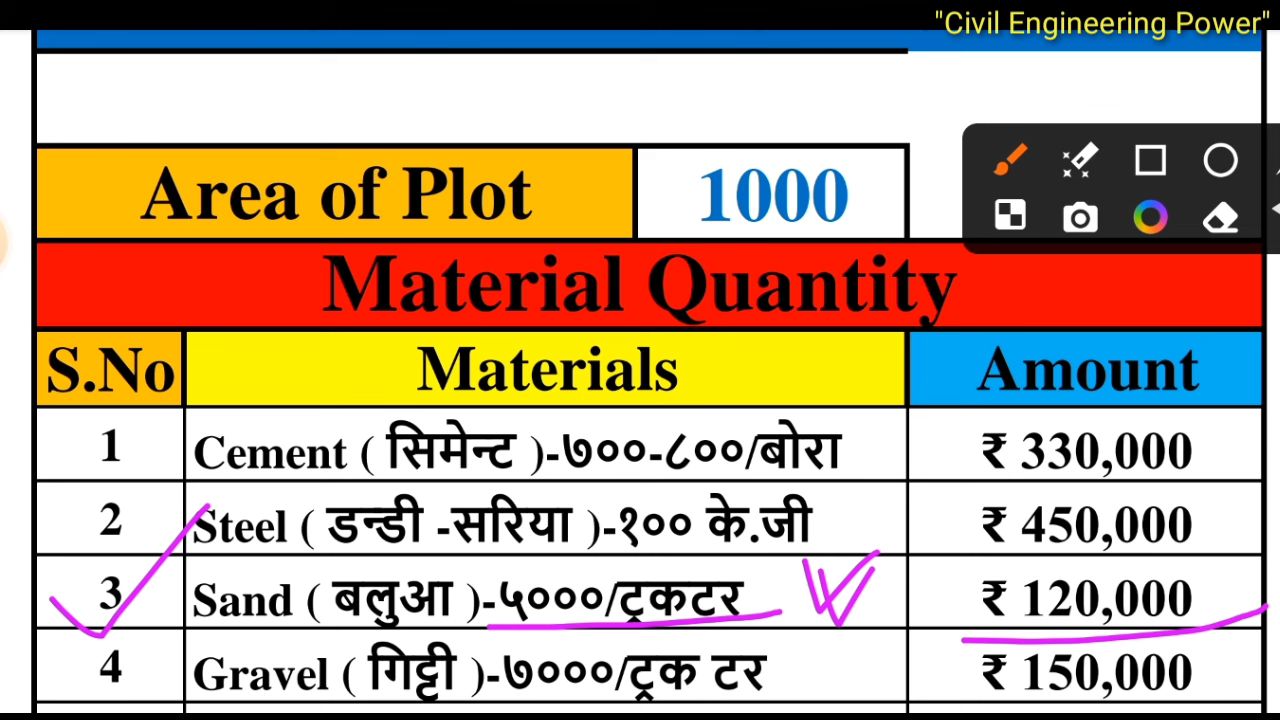 "Civil Engineering Power"
Area of Plot 1000
Material Quantity
S.No Materials Amount
1 Cement ( सिमेन्ट )-७००-८००/बोरा ₹ 330,000
2 Steel ( डन्डी -सरिया )-१०० के.जी ₹ 450,000
3 Sand ( बलुआ )-५०००/ट्रकटर ₹ 120,000
4 Gravel ( गिट्टी )-७०००/ट्रक टर ₹ 150,000